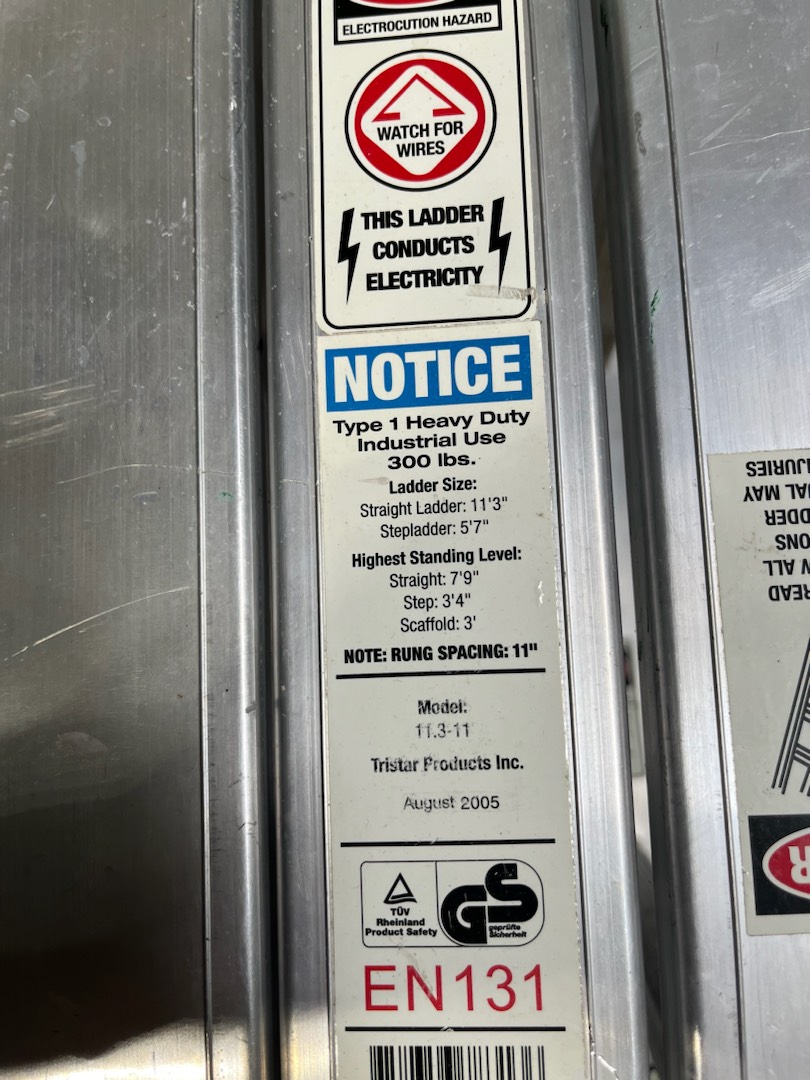 ELECTROCUTION HAZARD
WATCH FOR
WIRES
THIS LADDER
CONDUCTS
ELECTRICITY
NOTICE
Type 1 Heavy Duty
Industrial Use
300 lbs.
Ladder Size:
Straight Ladder: 11'3"
Stepladder: 5'7"
Highest Standing Level:
Straight: 7'9"
Step: 3'4"
Scaffold: 3'
NOTE: RUNG SPACING: 11"
Model:
11.3-11
Tristar Products Inc.
August 2005
TÜV
Rheinland
Product Safety
GS
geprüfte
Sicherheit
EN131
READ
ALL
MAY